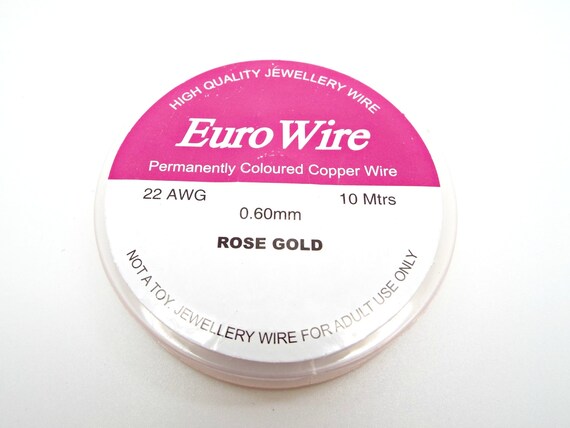 HIGH QUALITY JEWELLERY WIRE
Euro Wire
Permanently Coloured Copper Wire
22 AWG 10 Mtrs
0.60mm
ROSE GOLD
NOT A TOY. JEWELLERY WIRE FOR ADULT USE ONLY